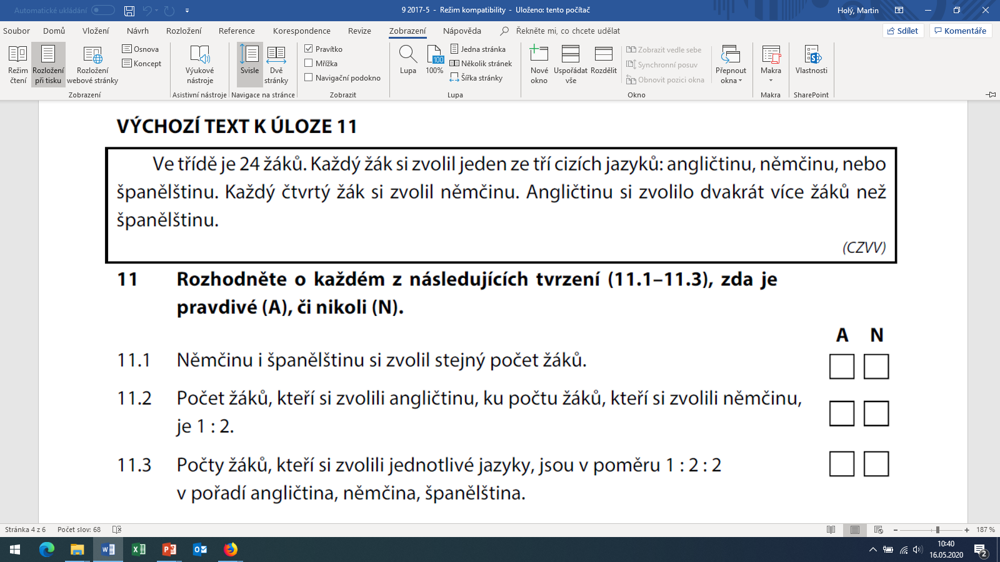 Automatické ukládání
9 2017-5 - Režim kompatibility - Uloženo: tento počítač
Holý, Martin
Soubor Domů Vložení Návrh Rozložení Reference Korespondence Revize Zobrazení Nápověda Řekněte mi, co chcete udělat Sdílet Komentáře
Režim čtení
Rozložení při tisku
Rozložení webové stránky
Osnova
Koncept
Zobrazení
Výukové nástroje
Asistivní nástroje
Svisle
Dvě stránky
Navigace na stránce
Pravítko
Mřížka
Navigační podokno
Zobrazit
Lupa
100
100%
Jedna stránka
Několik stránek
Šířka stránky
Lupa
Nové okno
Uspořádat vše
Rozdělit
Zobrazit vedle sebe
Synchronní posuv
Obnovit pozici okna
Přepnout okna
Okno
Makra
Makra
Vlastnosti
SharePoint
VÝCHOZÍ TEXT K ÚLOZE 11
Ve třídě je 24 žáků. Každý žák si zvolil jeden ze tří cizích jazyků: angličtinu, němčinu, nebo
španělštinu. Každý čtvrtý žák si zvolil němčinu. Angličtinu si zvolilo dvakrát více žáků než
španělštinu.
(CZVV)
11 Rozhodněte o každém z následujících tvrzení (11.1–11.3), zda je
pravdivé (A), či nikoli (N).
A N
11.1 Němčinu i španělštinu si zvolil stejný počet žáků.
11.2 Počet žáků, kteří si zvolili angličtinu, ku počtu žáků, kteří si zvolili němčinu,
je 1 : 2.
11.3 Počty žáků, kteří si zvolili jednotlivé jazyky, jsou v poměru 1 : 2 : 2
v pořadí angličtina, němčina, španělština.
Stránka 4 z 6 Počet slov: 68 187 %
10:40
16.05.2020
2